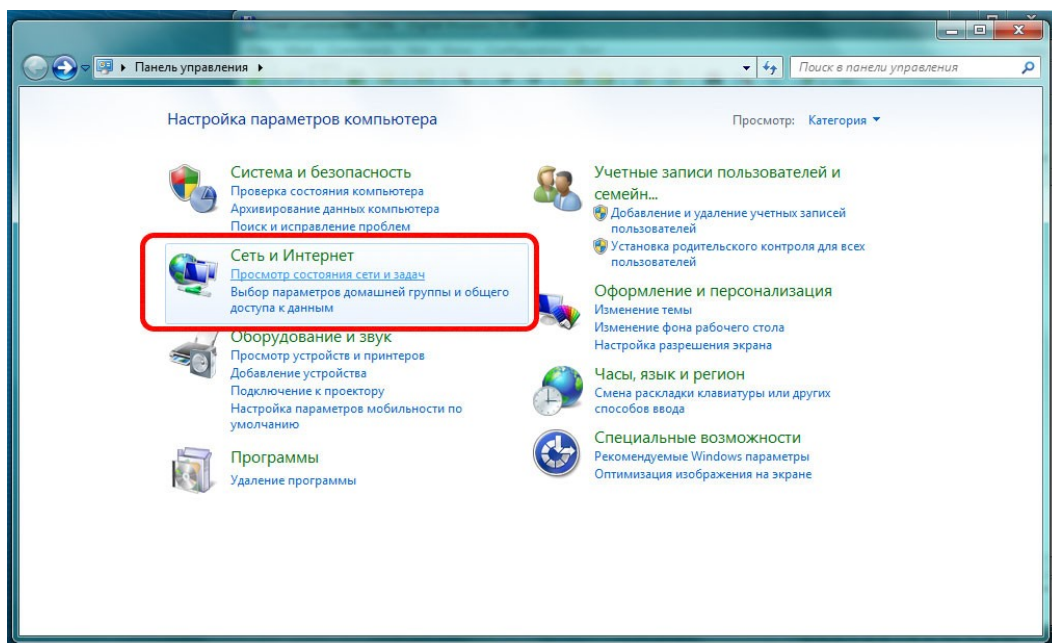 Панель управления
Поиск в панели управления
Настройка параметров компьютера
Просмотр: Категория
Система и безопасность
Проверка состояния компьютера
Архивирование данных компьютера
Поиск и исправление проблем
Сеть и Интернет
Просмотр состояния сети и задач
Выбор параметров домашней группы и общего
доступа к данным
Оборудование и звук
Просмотр устройств и принтеров
Добавление устройства
Подключение к проектору
Настройка параметров мобильности по
умолчанию
Программы
Удаление программы
Учетные записи пользователей и
семейн...
Добавление и удаление учетных записей
пользователей
Установка родительского контроля для всех
пользователей
Оформление и персонализация
Изменение темы
Изменение фона рабочего стола
Настройка разрешения экрана
Часы, язык и регион
Смена раскладки клавиатуры или других
способов ввода
Специальные возможности
Рекомендуемые Windows параметры
Оптимизация изображения на экране